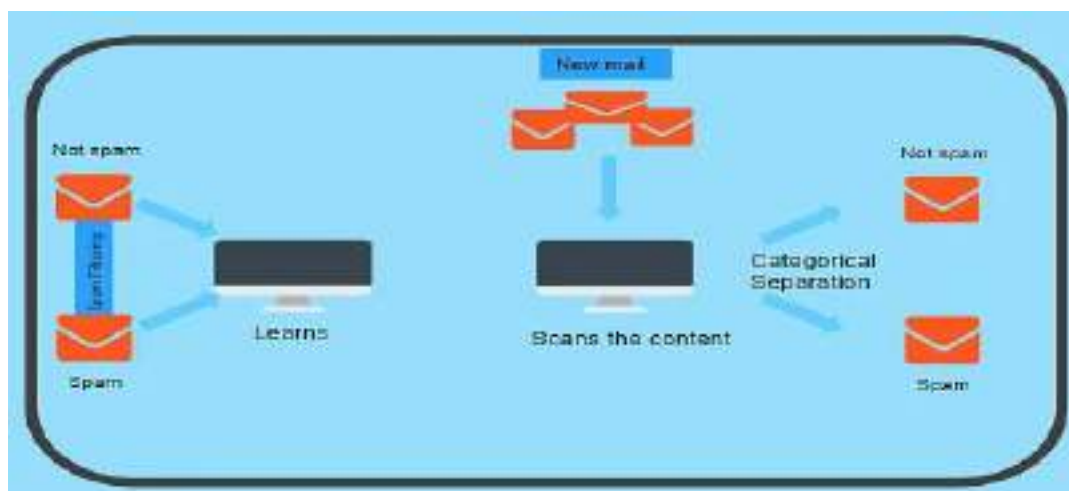 New mail
Not spam
Learns
Spam
Scans the content
Categorical
Separation
Not spam
Spam